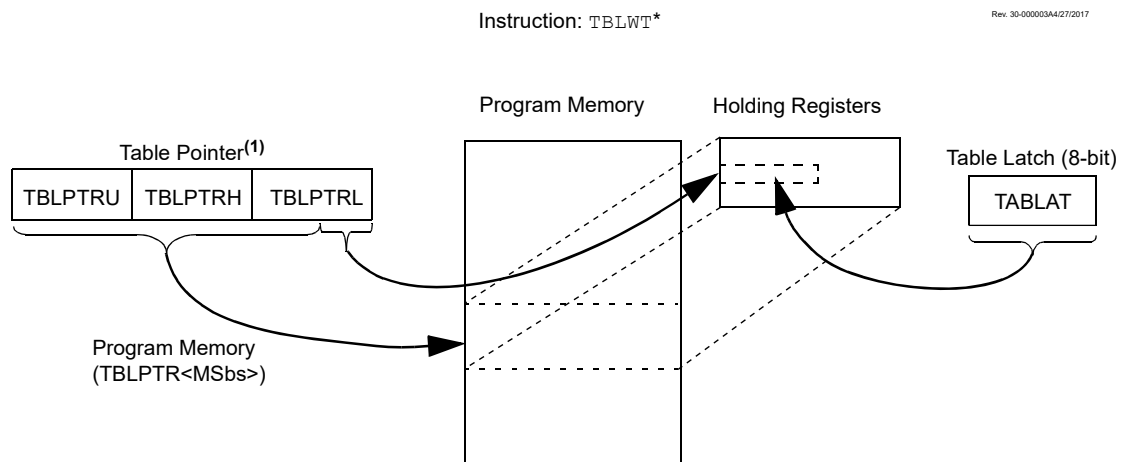 Instruction: TBLWT*
Rev. 30-000003A4/27/2017
Program Memory
Holding Registers
Table Pointer(1)
Table Latch (8-bit)
TBLPTRU
TBLPTRH
TBLPTRL
TABLAT
Program Memory
(TBLPTR<MSbs>)